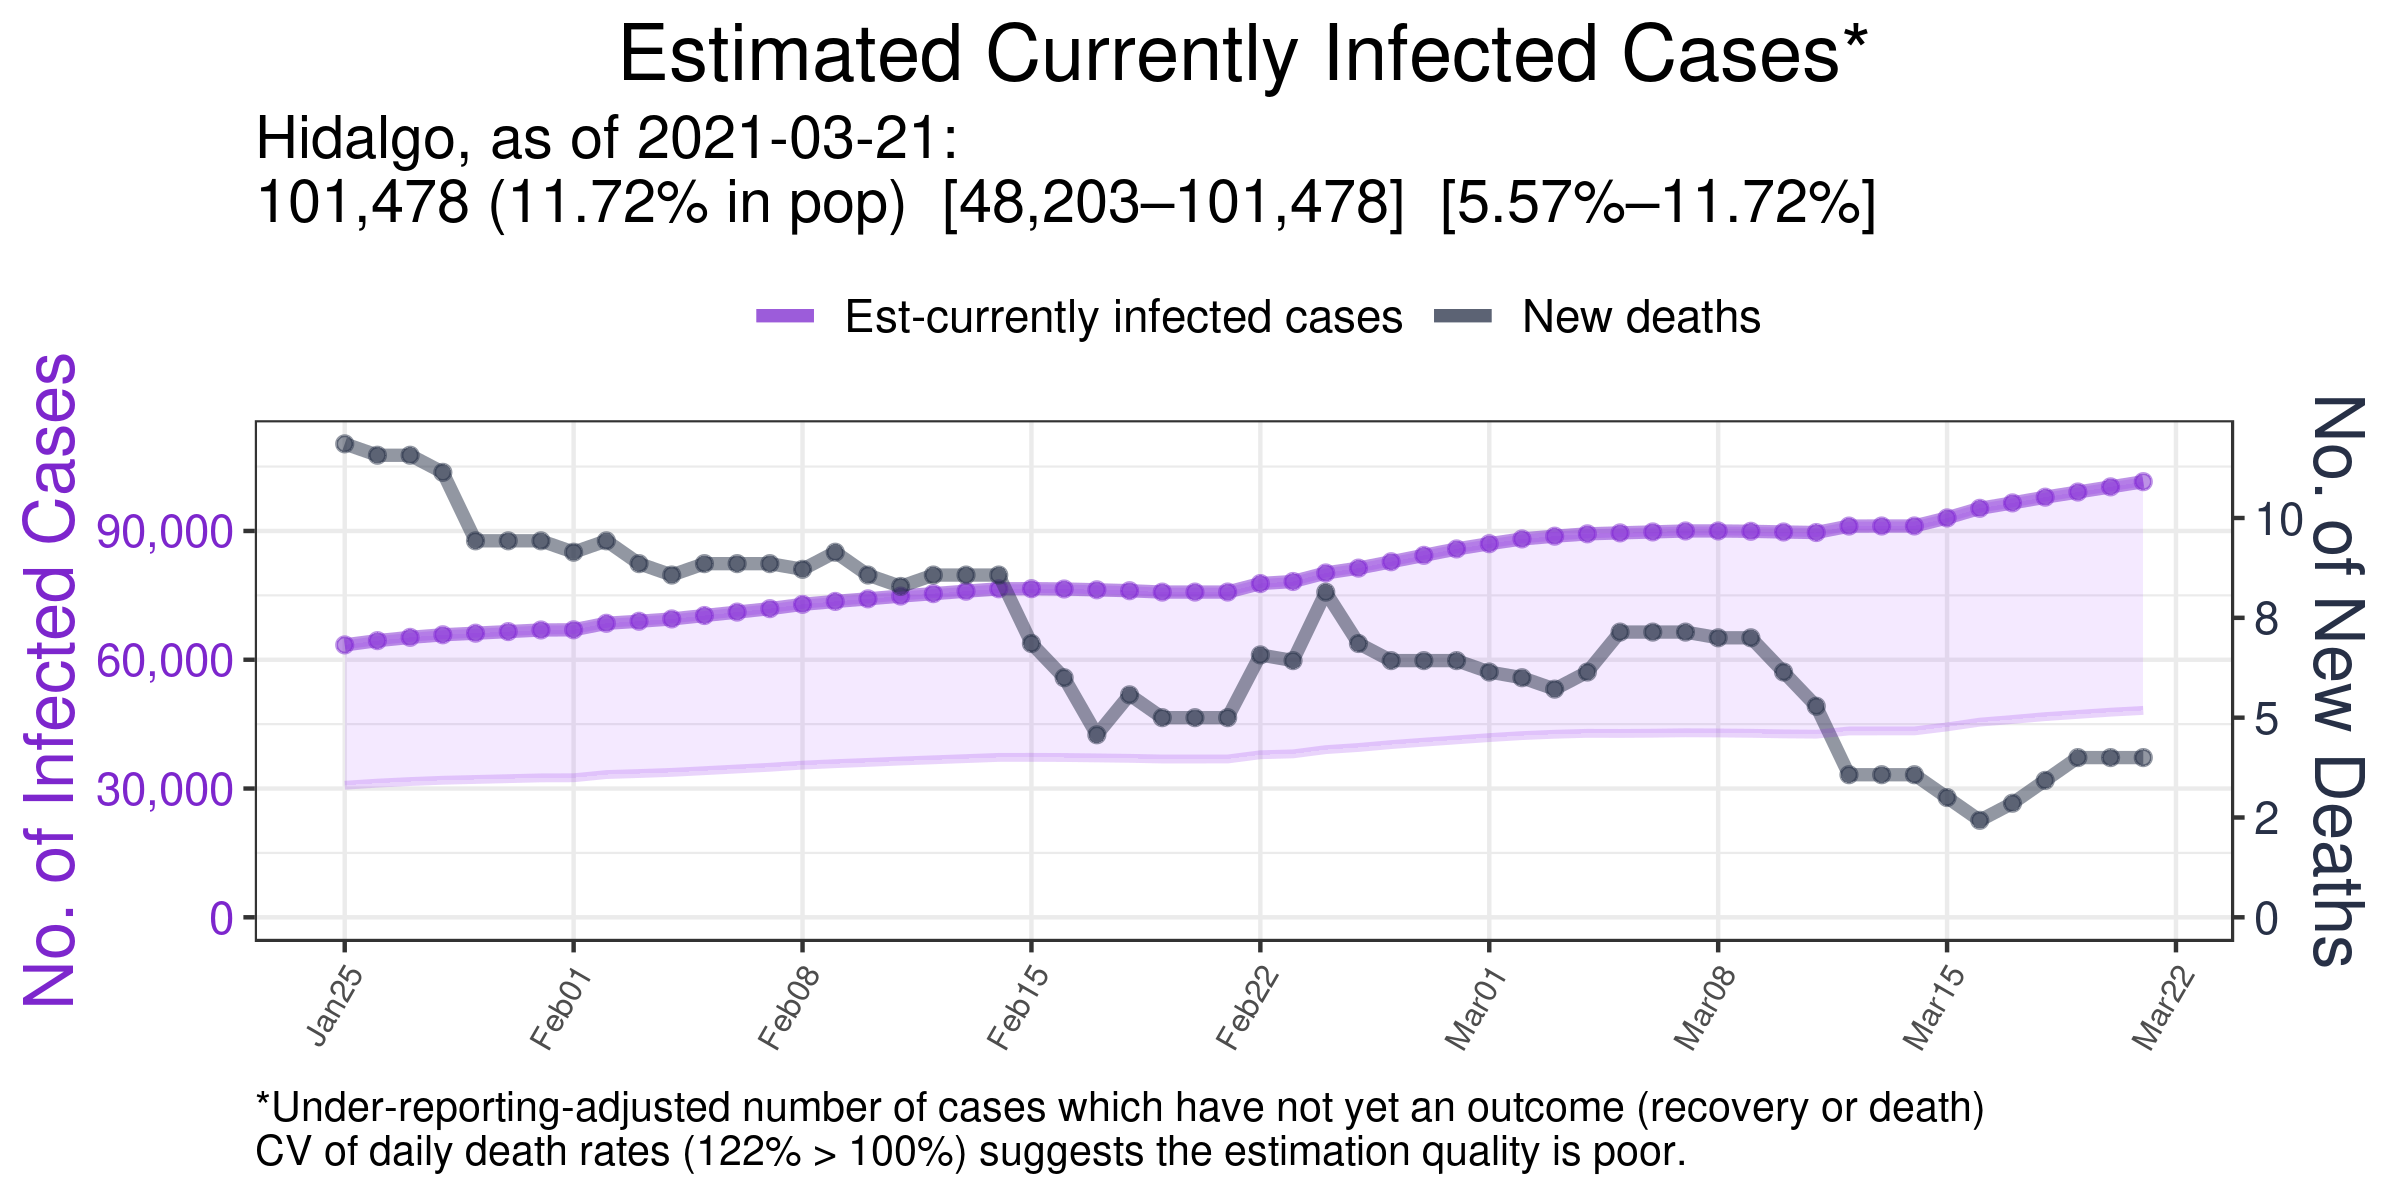 Estimated Currently Infected Cases*
Hidalgo, as of 2021-03-21:
101,478 (11.72% in pop)  [48,203–101,478]  [5.57%–11.72%]
Est-currently infected cases
New deaths
No. of Infected Cases
90,000
60,000
30,000
0
10
8
5
2
0
No. of New Deaths
Jan25
Feb01
Feb08
Feb15
Feb22
Mar01
Mar08
Mar15
Mar22
*Under-reporting-adjusted number of cases which have not yet an outcome (recovery or death)
CV of daily death rates (122% > 100%) suggests the estimation quality is poor.